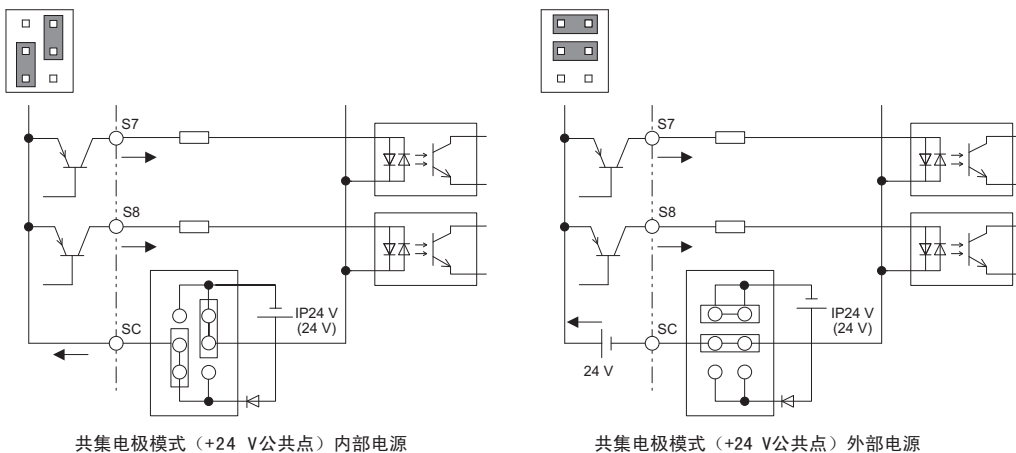 S7
S8
SC
IP24 V
(24 V)
共集电极模式（+24 V公共点）内部电源
S7
S8
SC
24 V
IP24 V
(24 V)
共集电极模式（+24 V公共点）外部电源